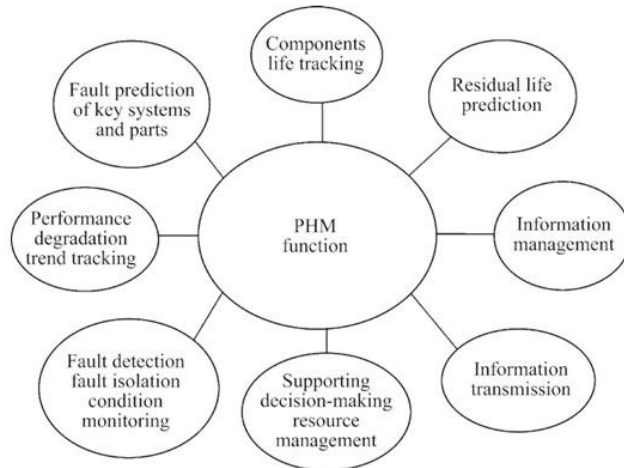 Components
life tracking
Fault prediction
of key systems
and parts
Residual life
prediction
PHM
function
Performance
degradation
trend tracking
Information
management
Fault detection
fault isolation
condition
monitoring
Supporting
decision-making
resource
management
Information
transmission